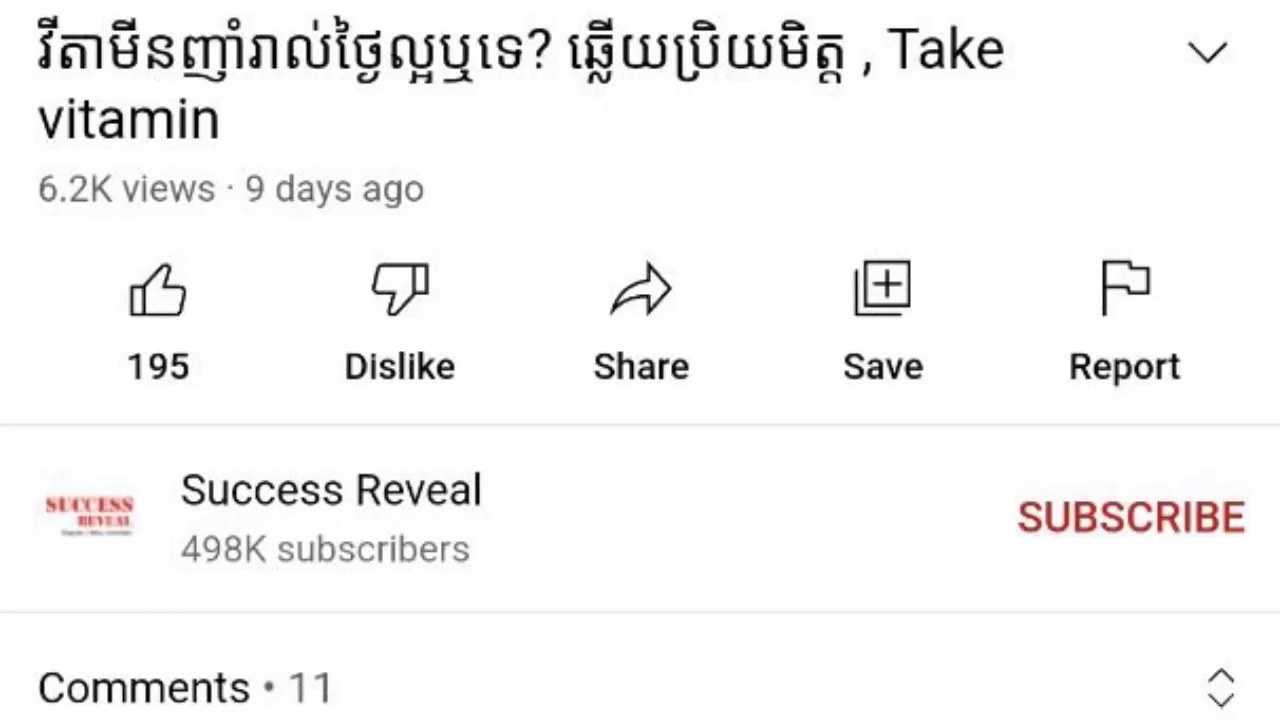 វីតាមីនញាំរាល់ថ្ងៃល្អឬទេ? ឆ្លើយប្រិយមិត្ត , Take
vitamin
6.2K views · 9 days ago
195
Dislike
Share
Save
Report
SUCCESS
REVEAL
Success Reveal
498K subscribers
SUBSCRIBE
Comments • 11